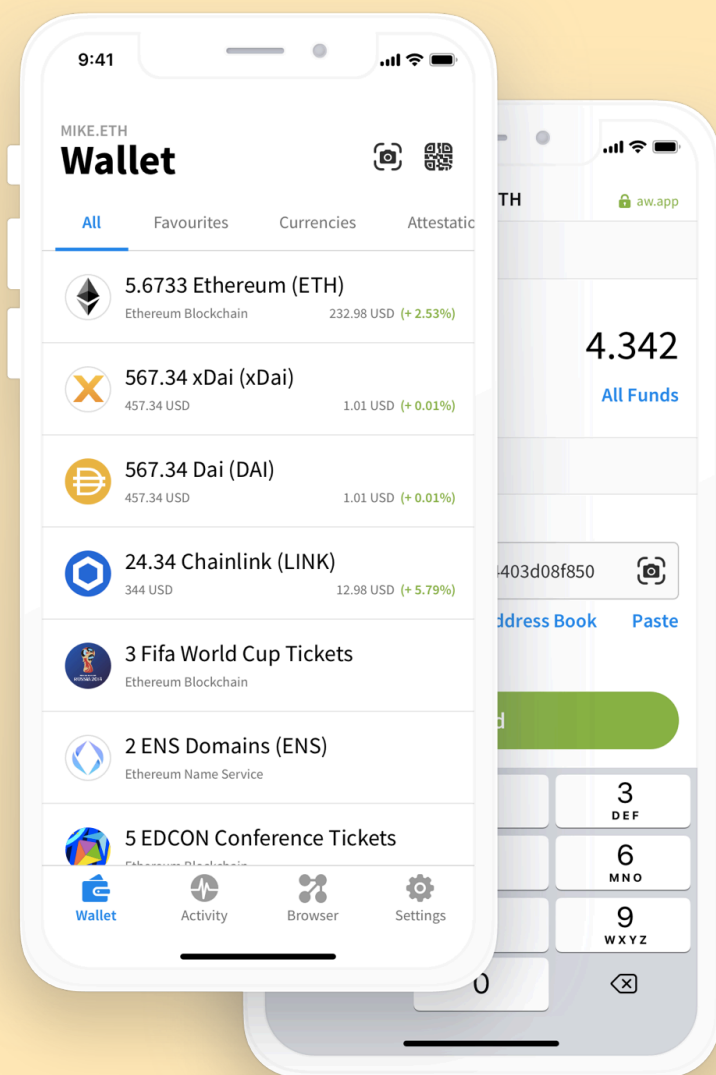 9:41
MIKE.ETH
Wallet
All Favourites Currencies
5.6733 Ethereum (ETH)
Ethereum Blockchain 232.98 USD (+ 2.53%)
567.34 xDai (xDai)
457.34 USD 1.01 USD (+ 0.01%)
567.34 Dai (DAI)
457.34 USD 1.01 USD (+ 0.01%)
24.34 Chainlink (LINK)
344 USD 12.98 USD (+ 5.79%)
3 Fifa World Cup Tickets
Ethereum Blockchain
2 ENS Domains (ENS)
Ethereum Name Service
5 EDCON Conference Tickets
Ethereum Blockchain
Wallet Activity Browser Settings
TH aw.app
4.342
All Funds
4403d08f850
ddress Book Paste
d
3
DEF
6
MNO
9
WXYZ
0